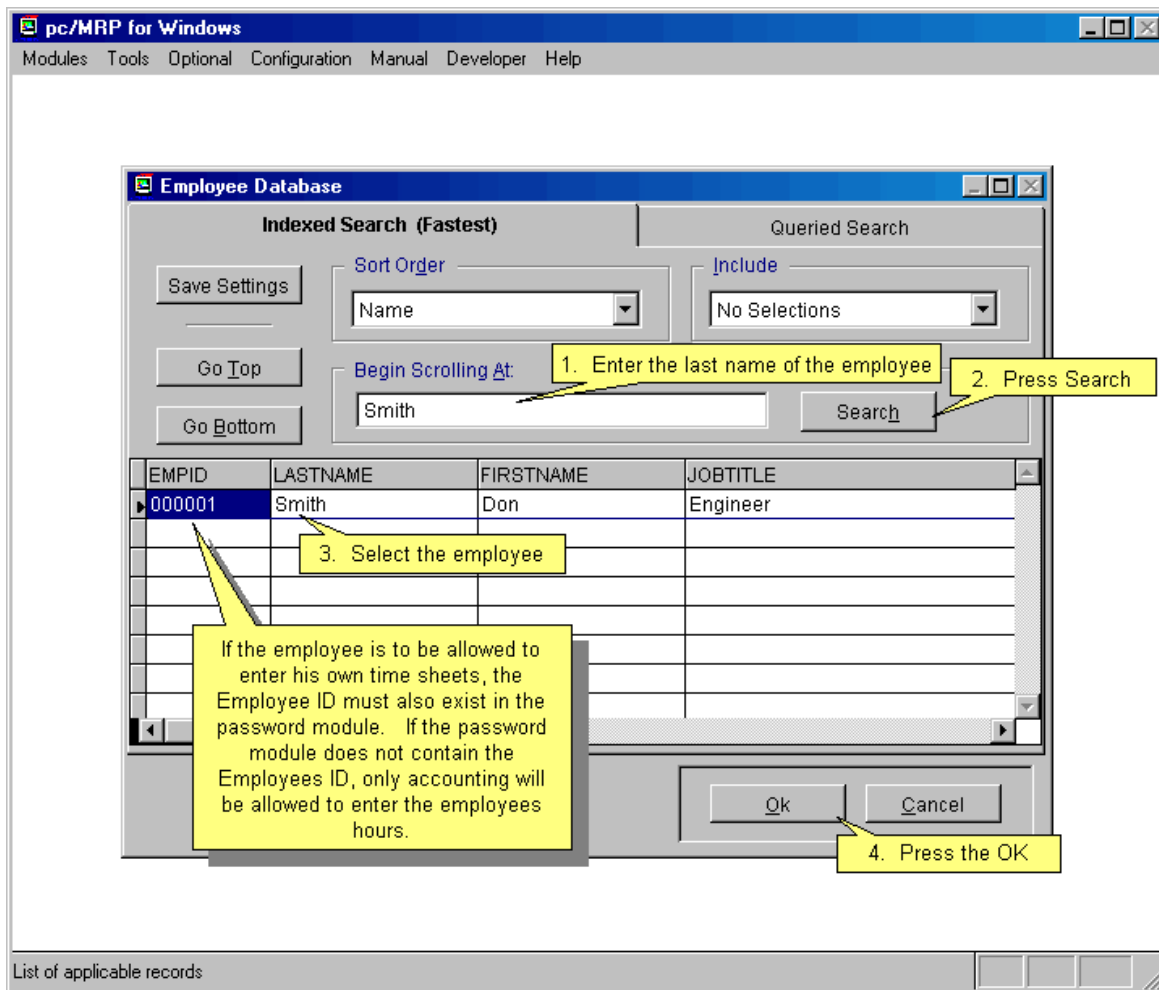 pc/MRP for Windows
Modules Tools Optional Configuration Manual Developer Help
Employee Database
Indexed Search (Fastest)
Queried Search
Save Settings
Sort Order
Include
Name
No Selections
Go Top
Begin Scrolling At:
1. Enter the last name of the employee
2. Press Search
Smith
Search
Go Bottom
EMPID LASTNAME FIRSTNAME JOBTITLE
000001 Smith Don Engineer
3. Select the employee
If the employee is to be allowed to
enter his own time sheets, the
Employee ID must also exist in the
password module. If the password
module does not contain the
Employees ID, only accounting will
be allowed to enter the employees
hours.
Ok
Cancel
4. Press the OK
List of applicable records